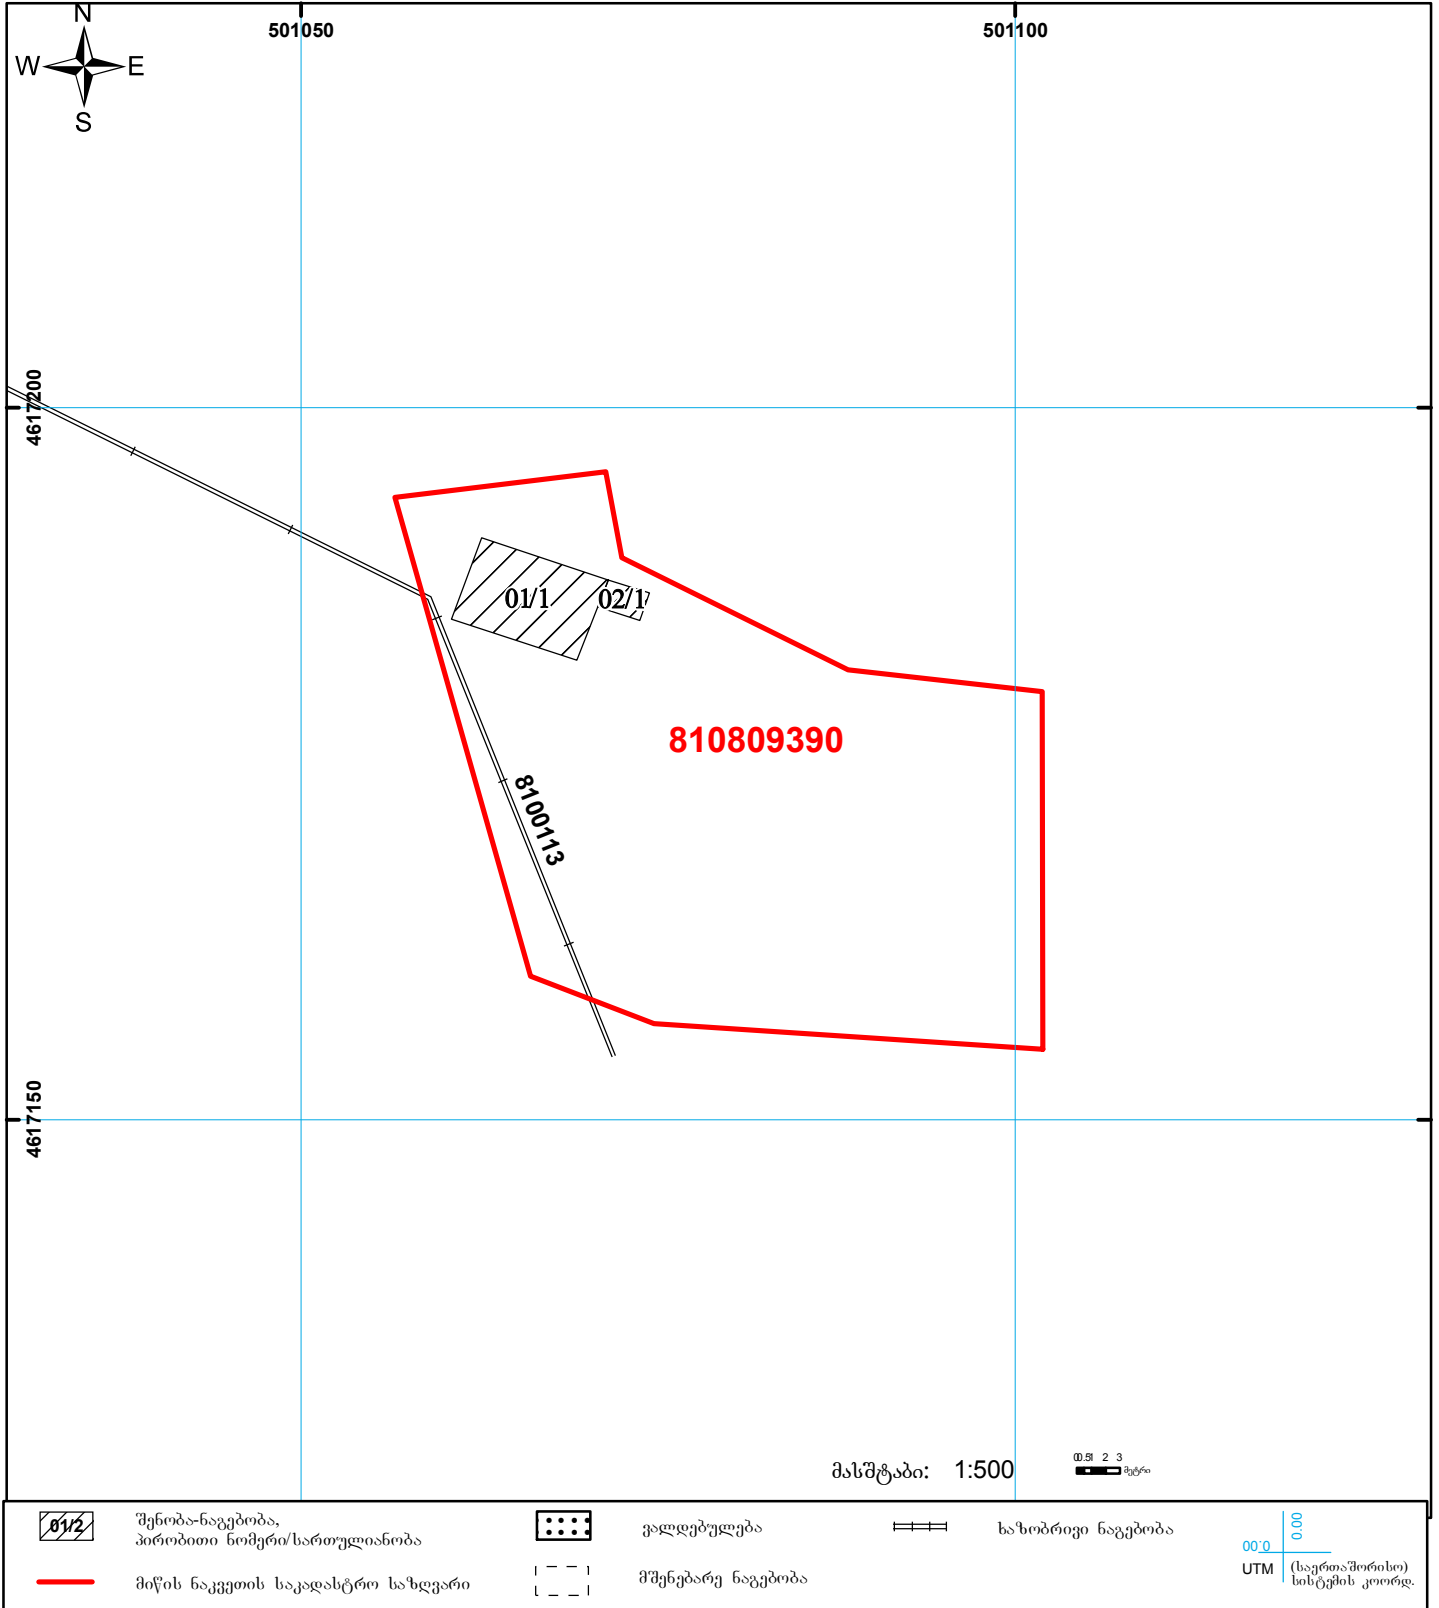 N
W E
S
501050
501100
4617200
01/1
02/1
810809390
8100113
4617150
მასშტაბი: 1:500
0 0.5 1 2 3
მეტრი
01/2
შენობა-ნაგებობა,
პირობითი ნომერი/სართულიანობა
მიწის ნაკვეთის საკადასტრო საზღვარი
ვალდებულება
მშენებარე ნაგებობა
ხაზობრივი ნაგებობა
00.0
00.0
UTM (საერთაშორისო)
სისტემის კოორდ.